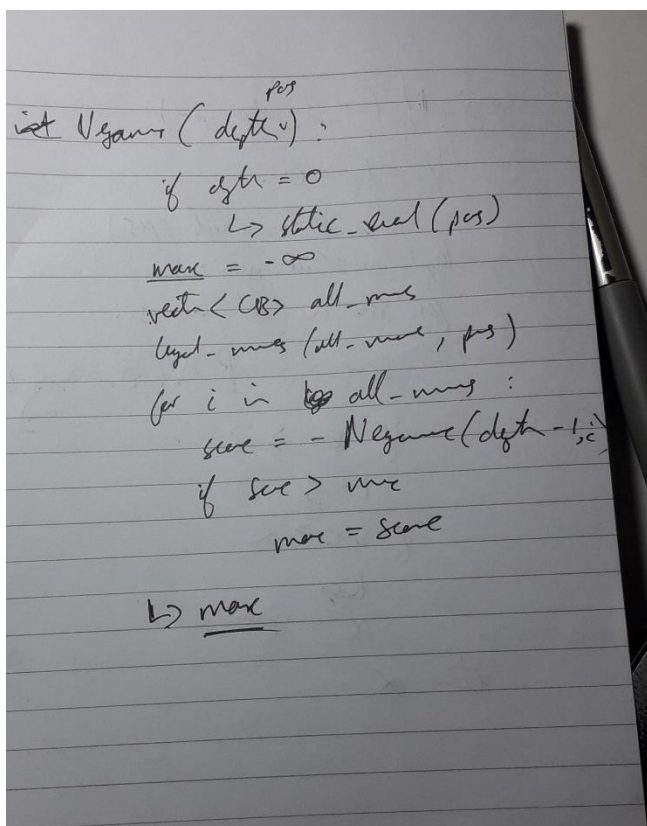 int Negamx ( depth, pos ) :
if depth = 0
↳ static_eval (pos)
max = -∞
vector < CB > all_moves
legal_moves (all_moves, pos)
for i in all_moves :
score = - Negamax (depth - 1, i)
if score > max
max = score
↳ max